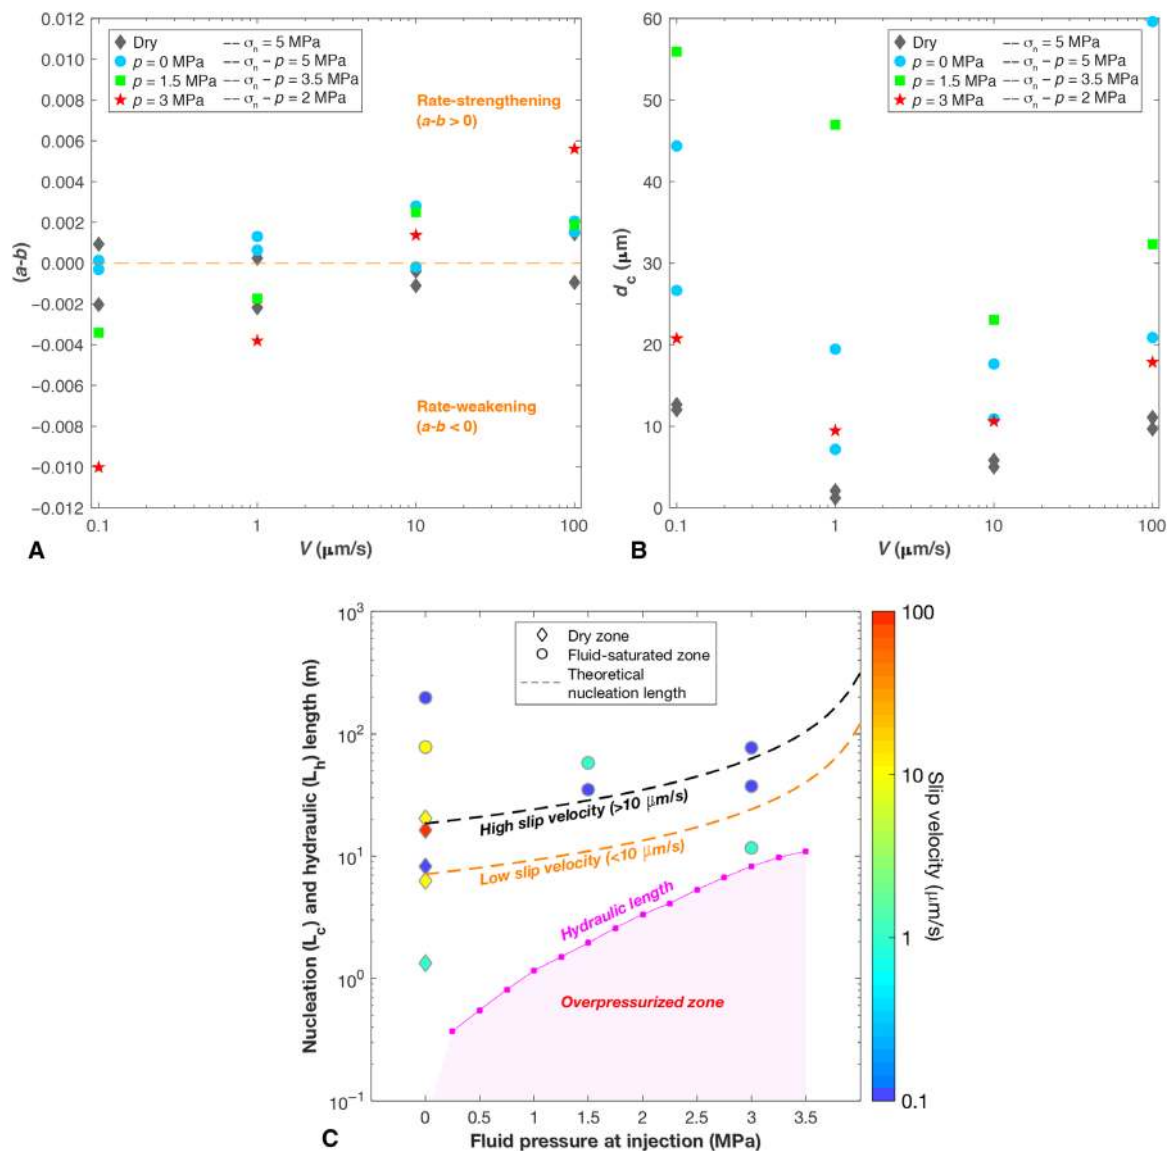 0.012
0.010
0.008
0.006
0.004
0.002
0.000
−0.002
−0.004
−0.006
−0.008
−0.010
−0.012
(a-b)
Dry -- σn = 5 MPa
p = 0 MPa -- σn - p = 5 MPa
p = 1.5 MPa -- σn - p = 3.5 MPa
p = 3 MPa -- σn - p = 2 MPa
Rate-strengthening
(a-b > 0)
Rate-weakening
(a-b < 0)
0.1 1 10 100
V (μm/s)
A
60
50
40
30
20
10
0
dc (μm)
Dry -- σn = 5 MPa
p = 0 MPa -- σn - p = 5 MPa
p = 1.5 MPa -- σn - p = 3.5 MPa
p = 3 MPa -- σn - p = 2 MPa
0.1 1 10 100
V (μm/s)
B
10³
10²
10¹
10⁰
10⁻¹
Nucleation (Lc) and hydraulic (Lh) length (m)
Dry zone
Fluid-saturated zone
Theoretical
nucleation length
High slip velocity (>10 μm/s)
Low slip velocity (<10 μm/s)
Hydraulic length
Overpressurized zone
0 0.5 1 1.5 2 2.5 3 3.5
Fluid pressure at injection (MPa)
C
100
10
1
0.1
Slip velocity (μm/s)